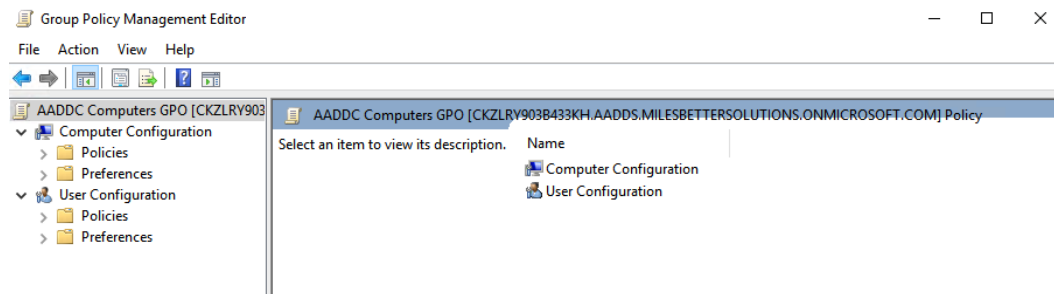 Group Policy Management Editor
File Action View Help
AADDC Computers GPO [CKZLRY903
Computer Configuration
Policies
Preferences
User Configuration
Policies
Preferences
AADDC Computers GPO [CKZLRY903B433KH.AADDS.MILESBETTERSOLUTIONS.ONMICROSOFT.COM] Policy
Select an item to view its description.
Name
Computer Configuration
User Configuration